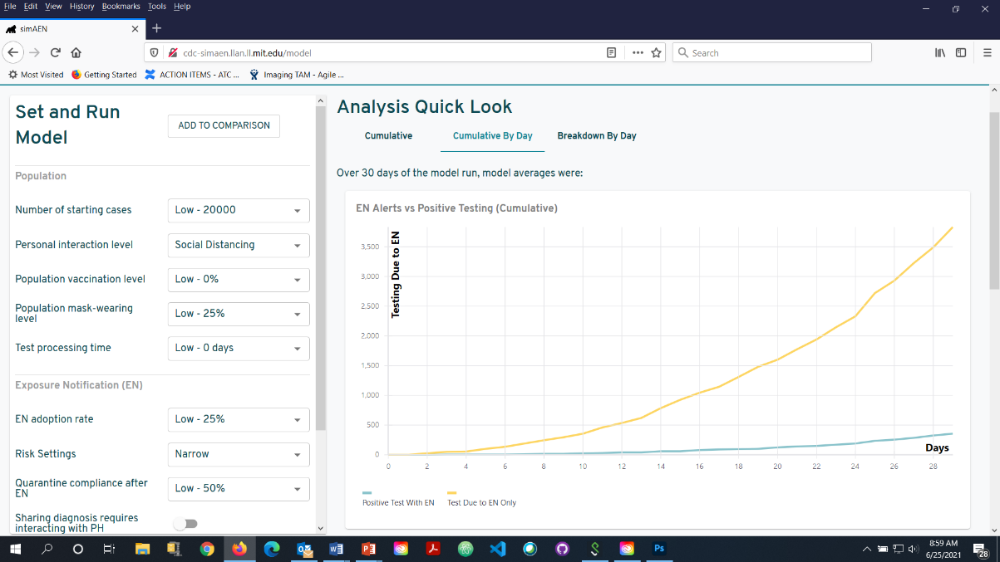 File Edit View History Bookmarks Tools Help
simAEN
cdc-simaen.llan.ll.mit.edu/model
Search
Most Visited Getting Started ACTION ITEMS - ATC ... Imaging TAM - Agile ...
Set and Run
Model
ADD TO COMPARISON
Population
Number of starting cases Low - 20000
Personal interaction level Social Distancing
Population vaccination level Low - 0%
Population mask-wearing
level
Low - 25%
Test processing time Low - 0 days
Exposure Notification (EN)
EN adoption rate Low - 25%
Risk Settings Narrow
Quarantine compliance after
EN
Low - 50%
Sharing diagnosis requires
interacting with PH
Analysis Quick Look
Cumulative Cumulative By Day Breakdown By Day
Over 30 days of the model run, model averages were:
EN Alerts vs Positive Testing (Cumulative)
Testing Due to EN
3,500
3,000
2,500
2,000
1,500
1,000
500
0
Days
0 2 4 6 8 10 12 14 16 18 20 22 24 26 28
Positive Test With EN Test Due to EN Only
8:59 AM
6/25/2021
28